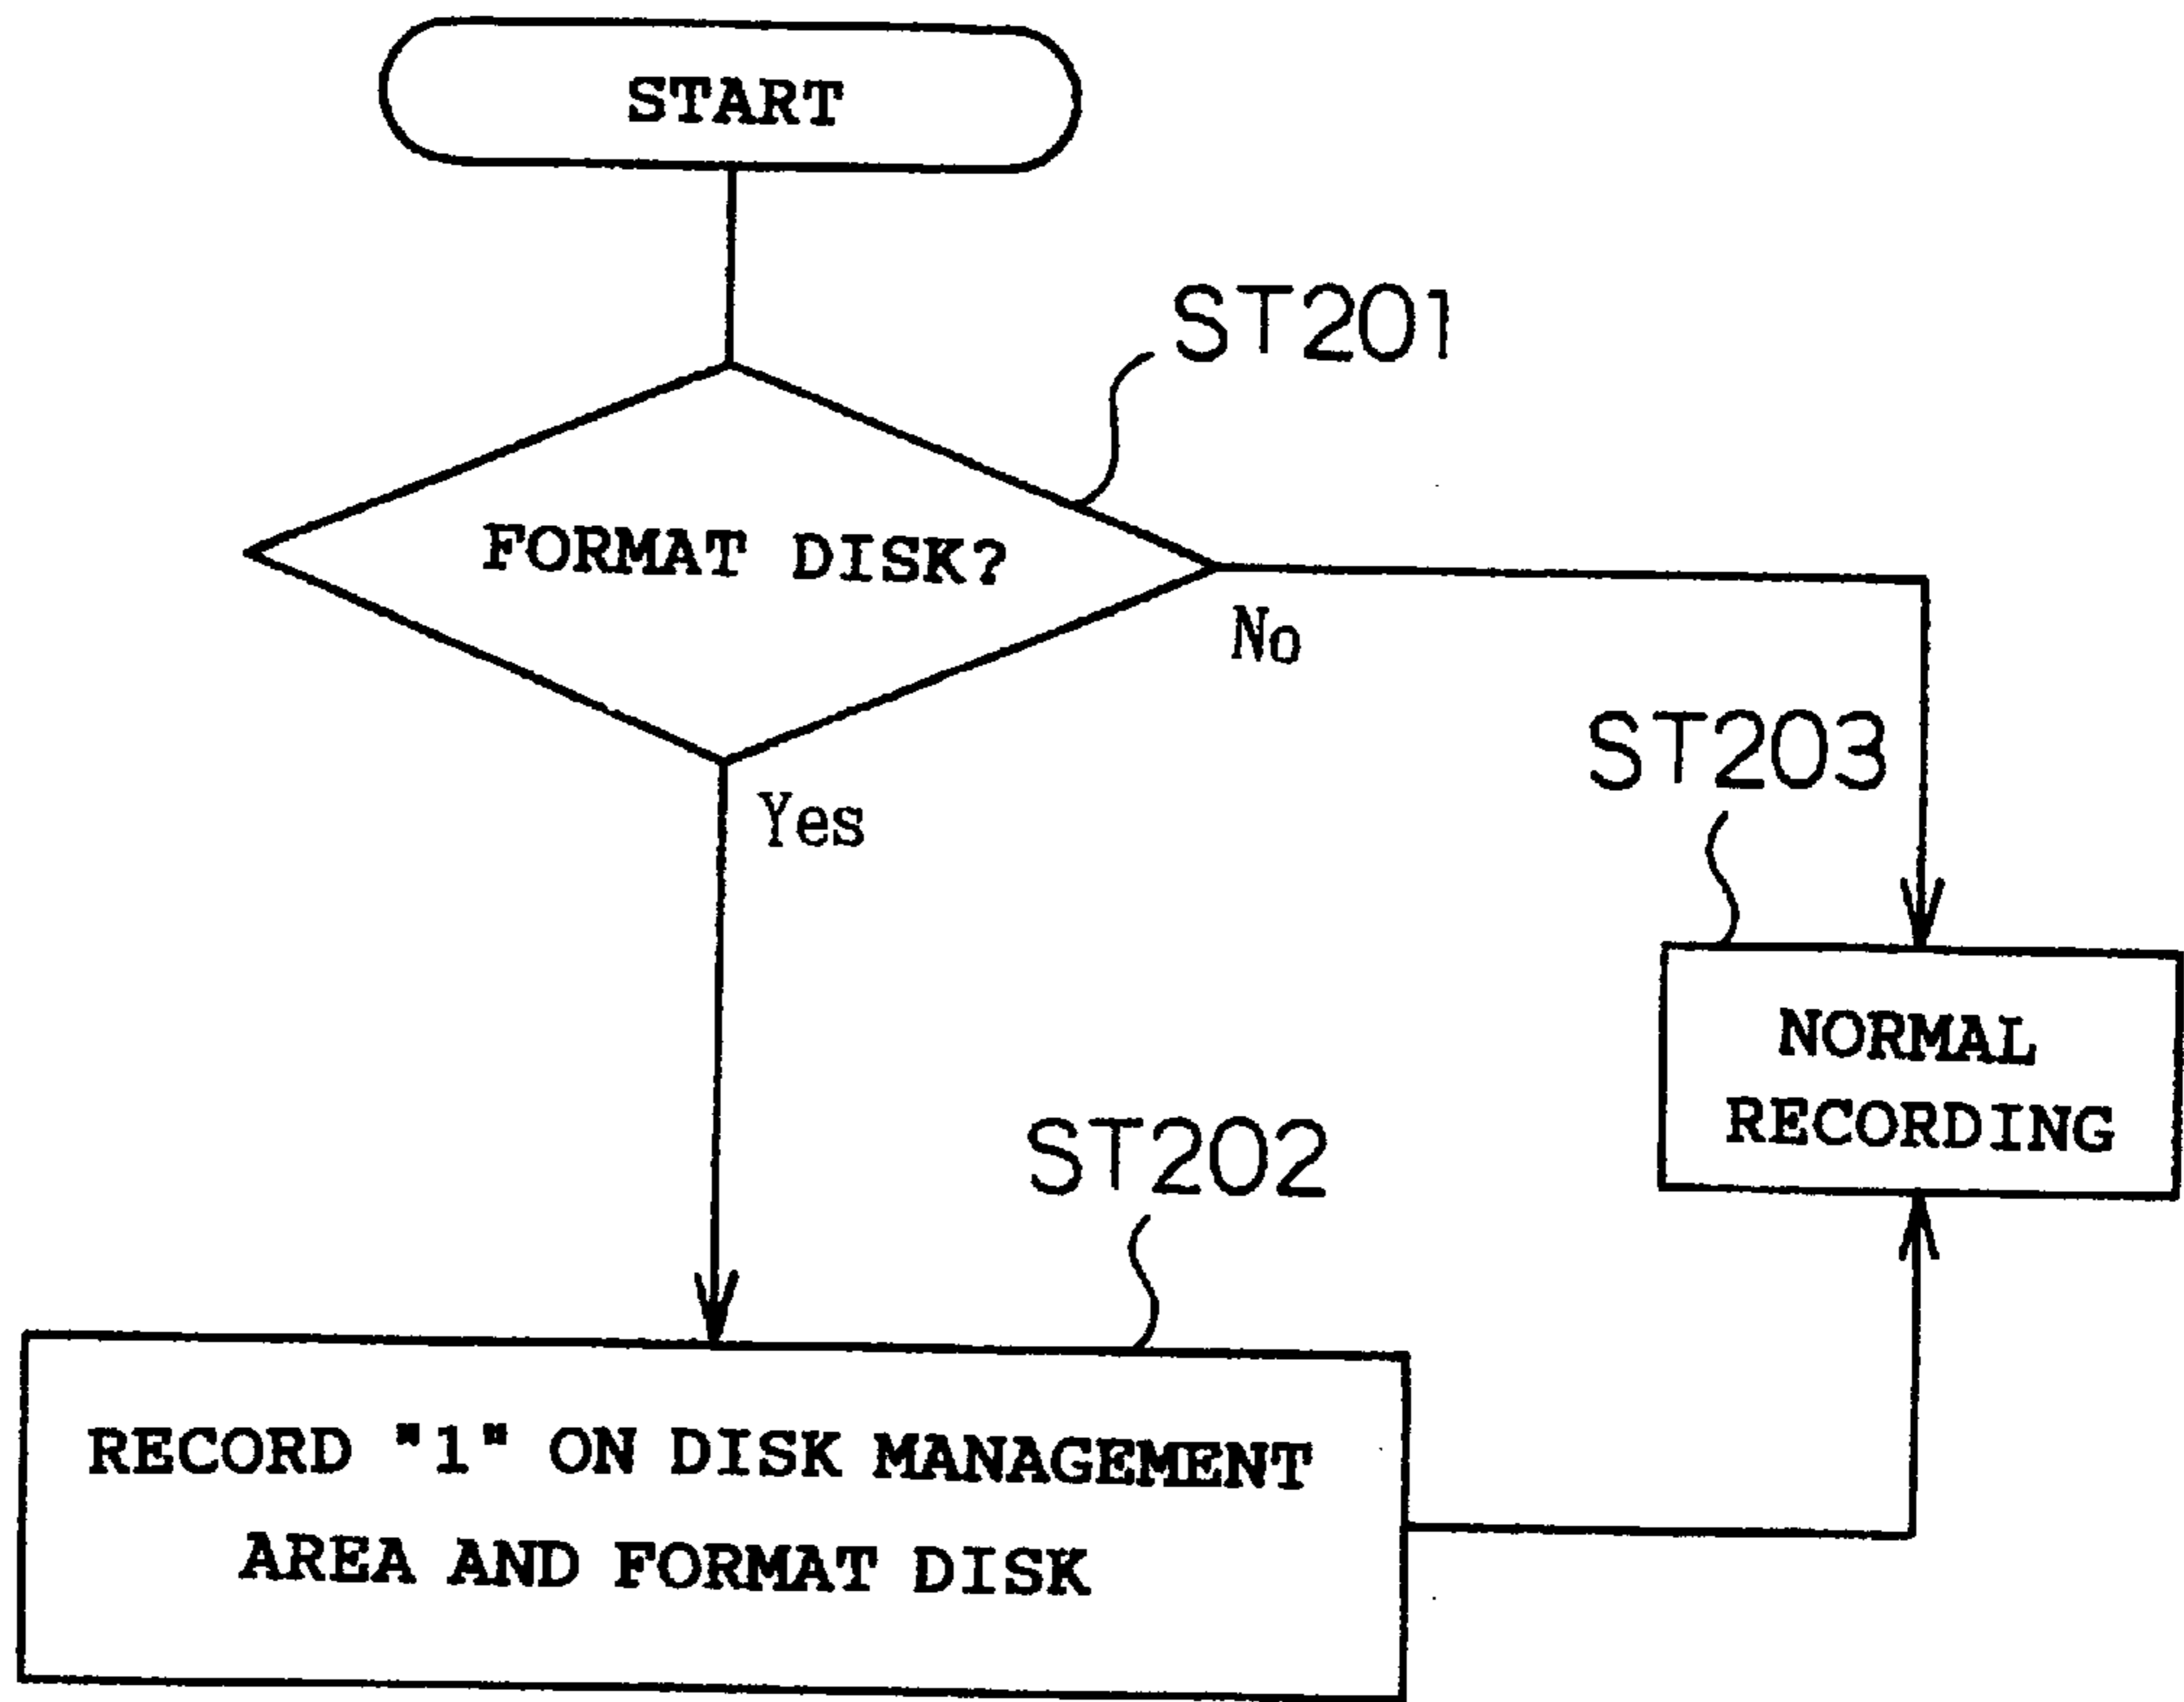 START
ST201
FORMAT DISK?
No
Yes
ST203
NORMAL
RECORDING
ST202
RECORD "1" ON DISK MANAGEMENT
AREA AND FORMAT DISK